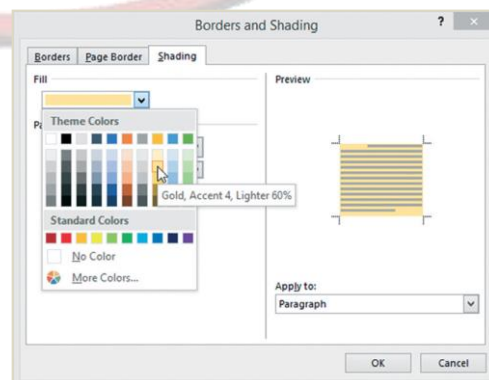 Borders and Shading
?
Borders
Page Border
Shading
Fill
Preview
Pa
Theme Colors
Gold, Accent 4, Lighter 60%
Standard Colors
No Color
More Colors...
Apply to:
Paragraph
OK
Cancel